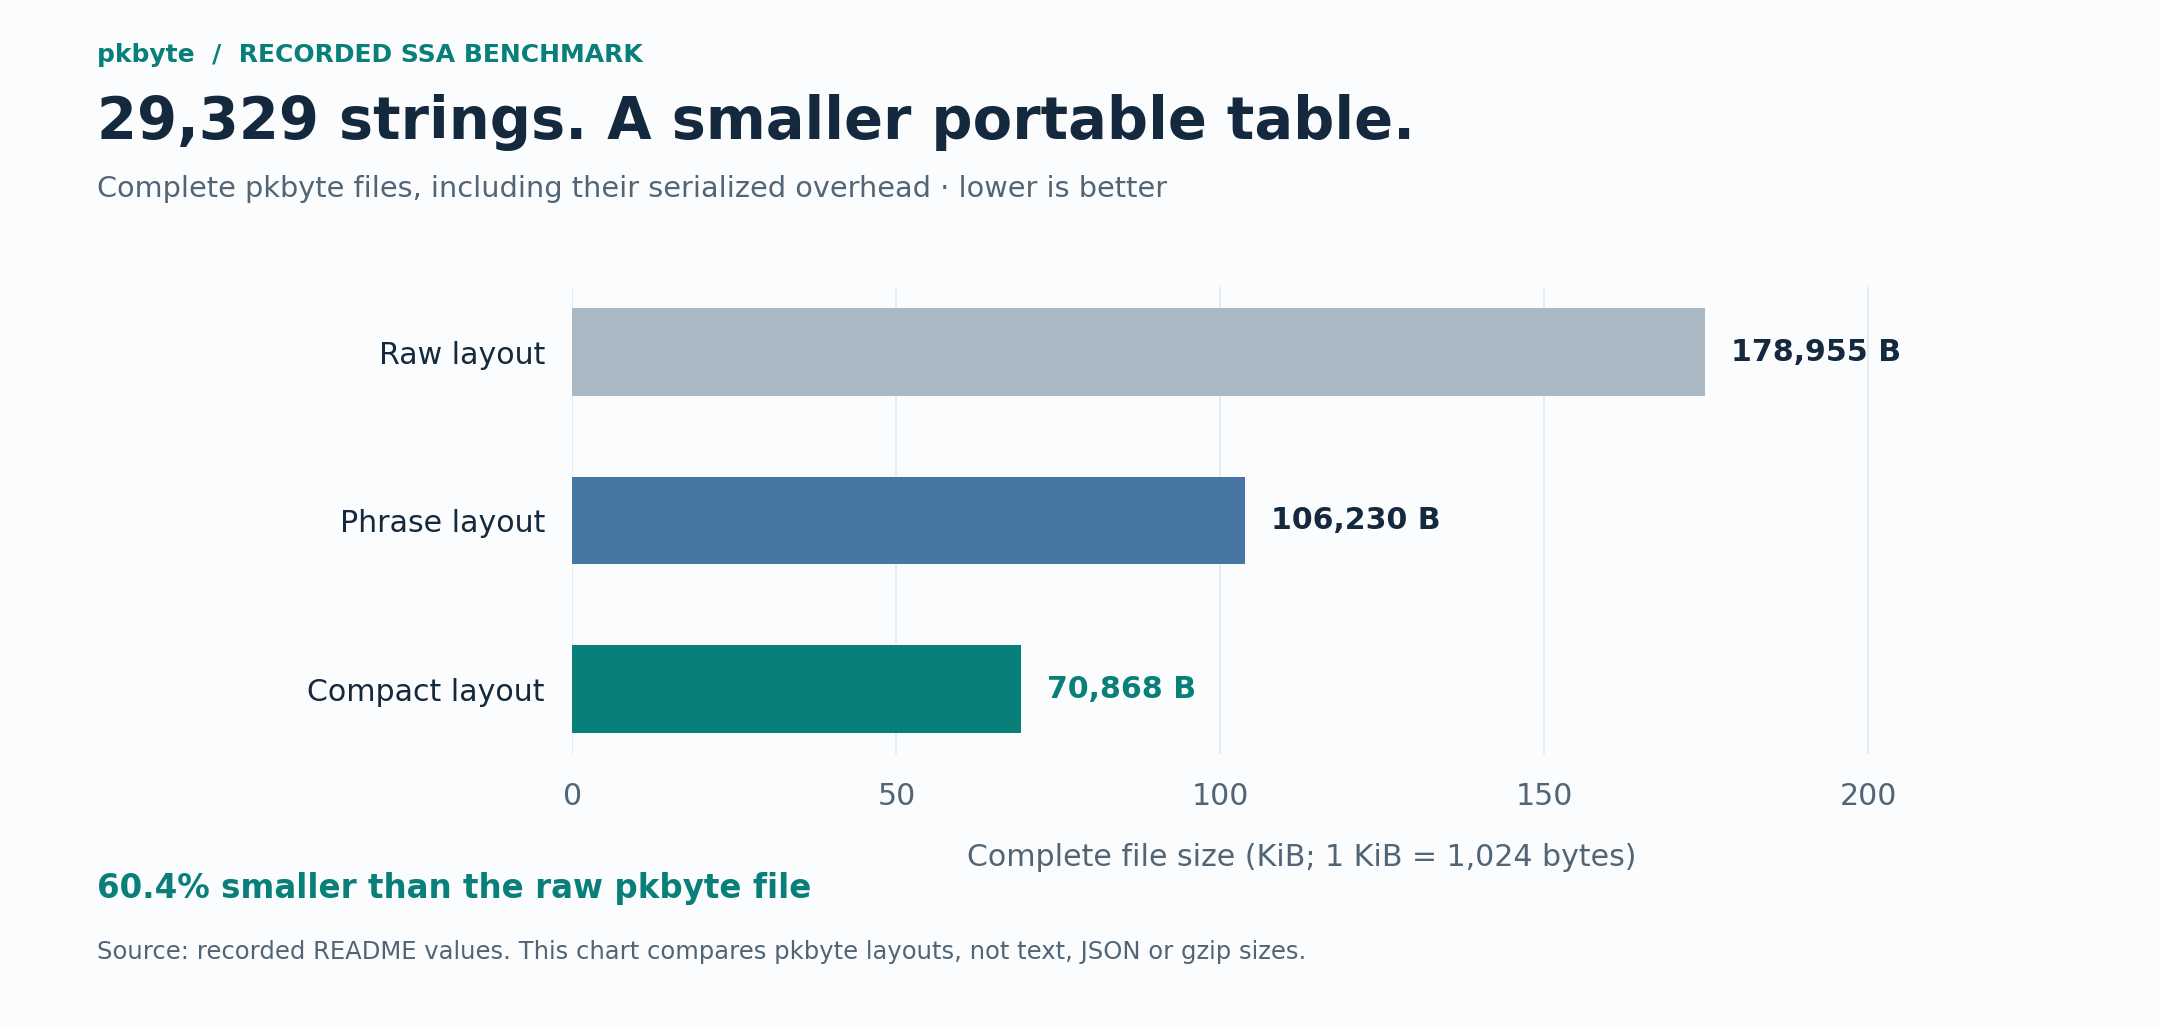 pkbyte / RECORDED SSA BENCHMARK
29,329 strings. A smaller portable table.
Complete pkbyte files, including their serialized overhead · lower is better
Raw layout
178,955 B
Phrase layout
106,230 B
Compact layout
70,868 B
0 50 100 150 200
Complete file size (KiB; 1 KiB = 1,024 bytes)
60.4% smaller than the raw pkbyte file
Source: recorded README values. This chart compares pkbyte layouts, not text, JSON or gzip sizes.